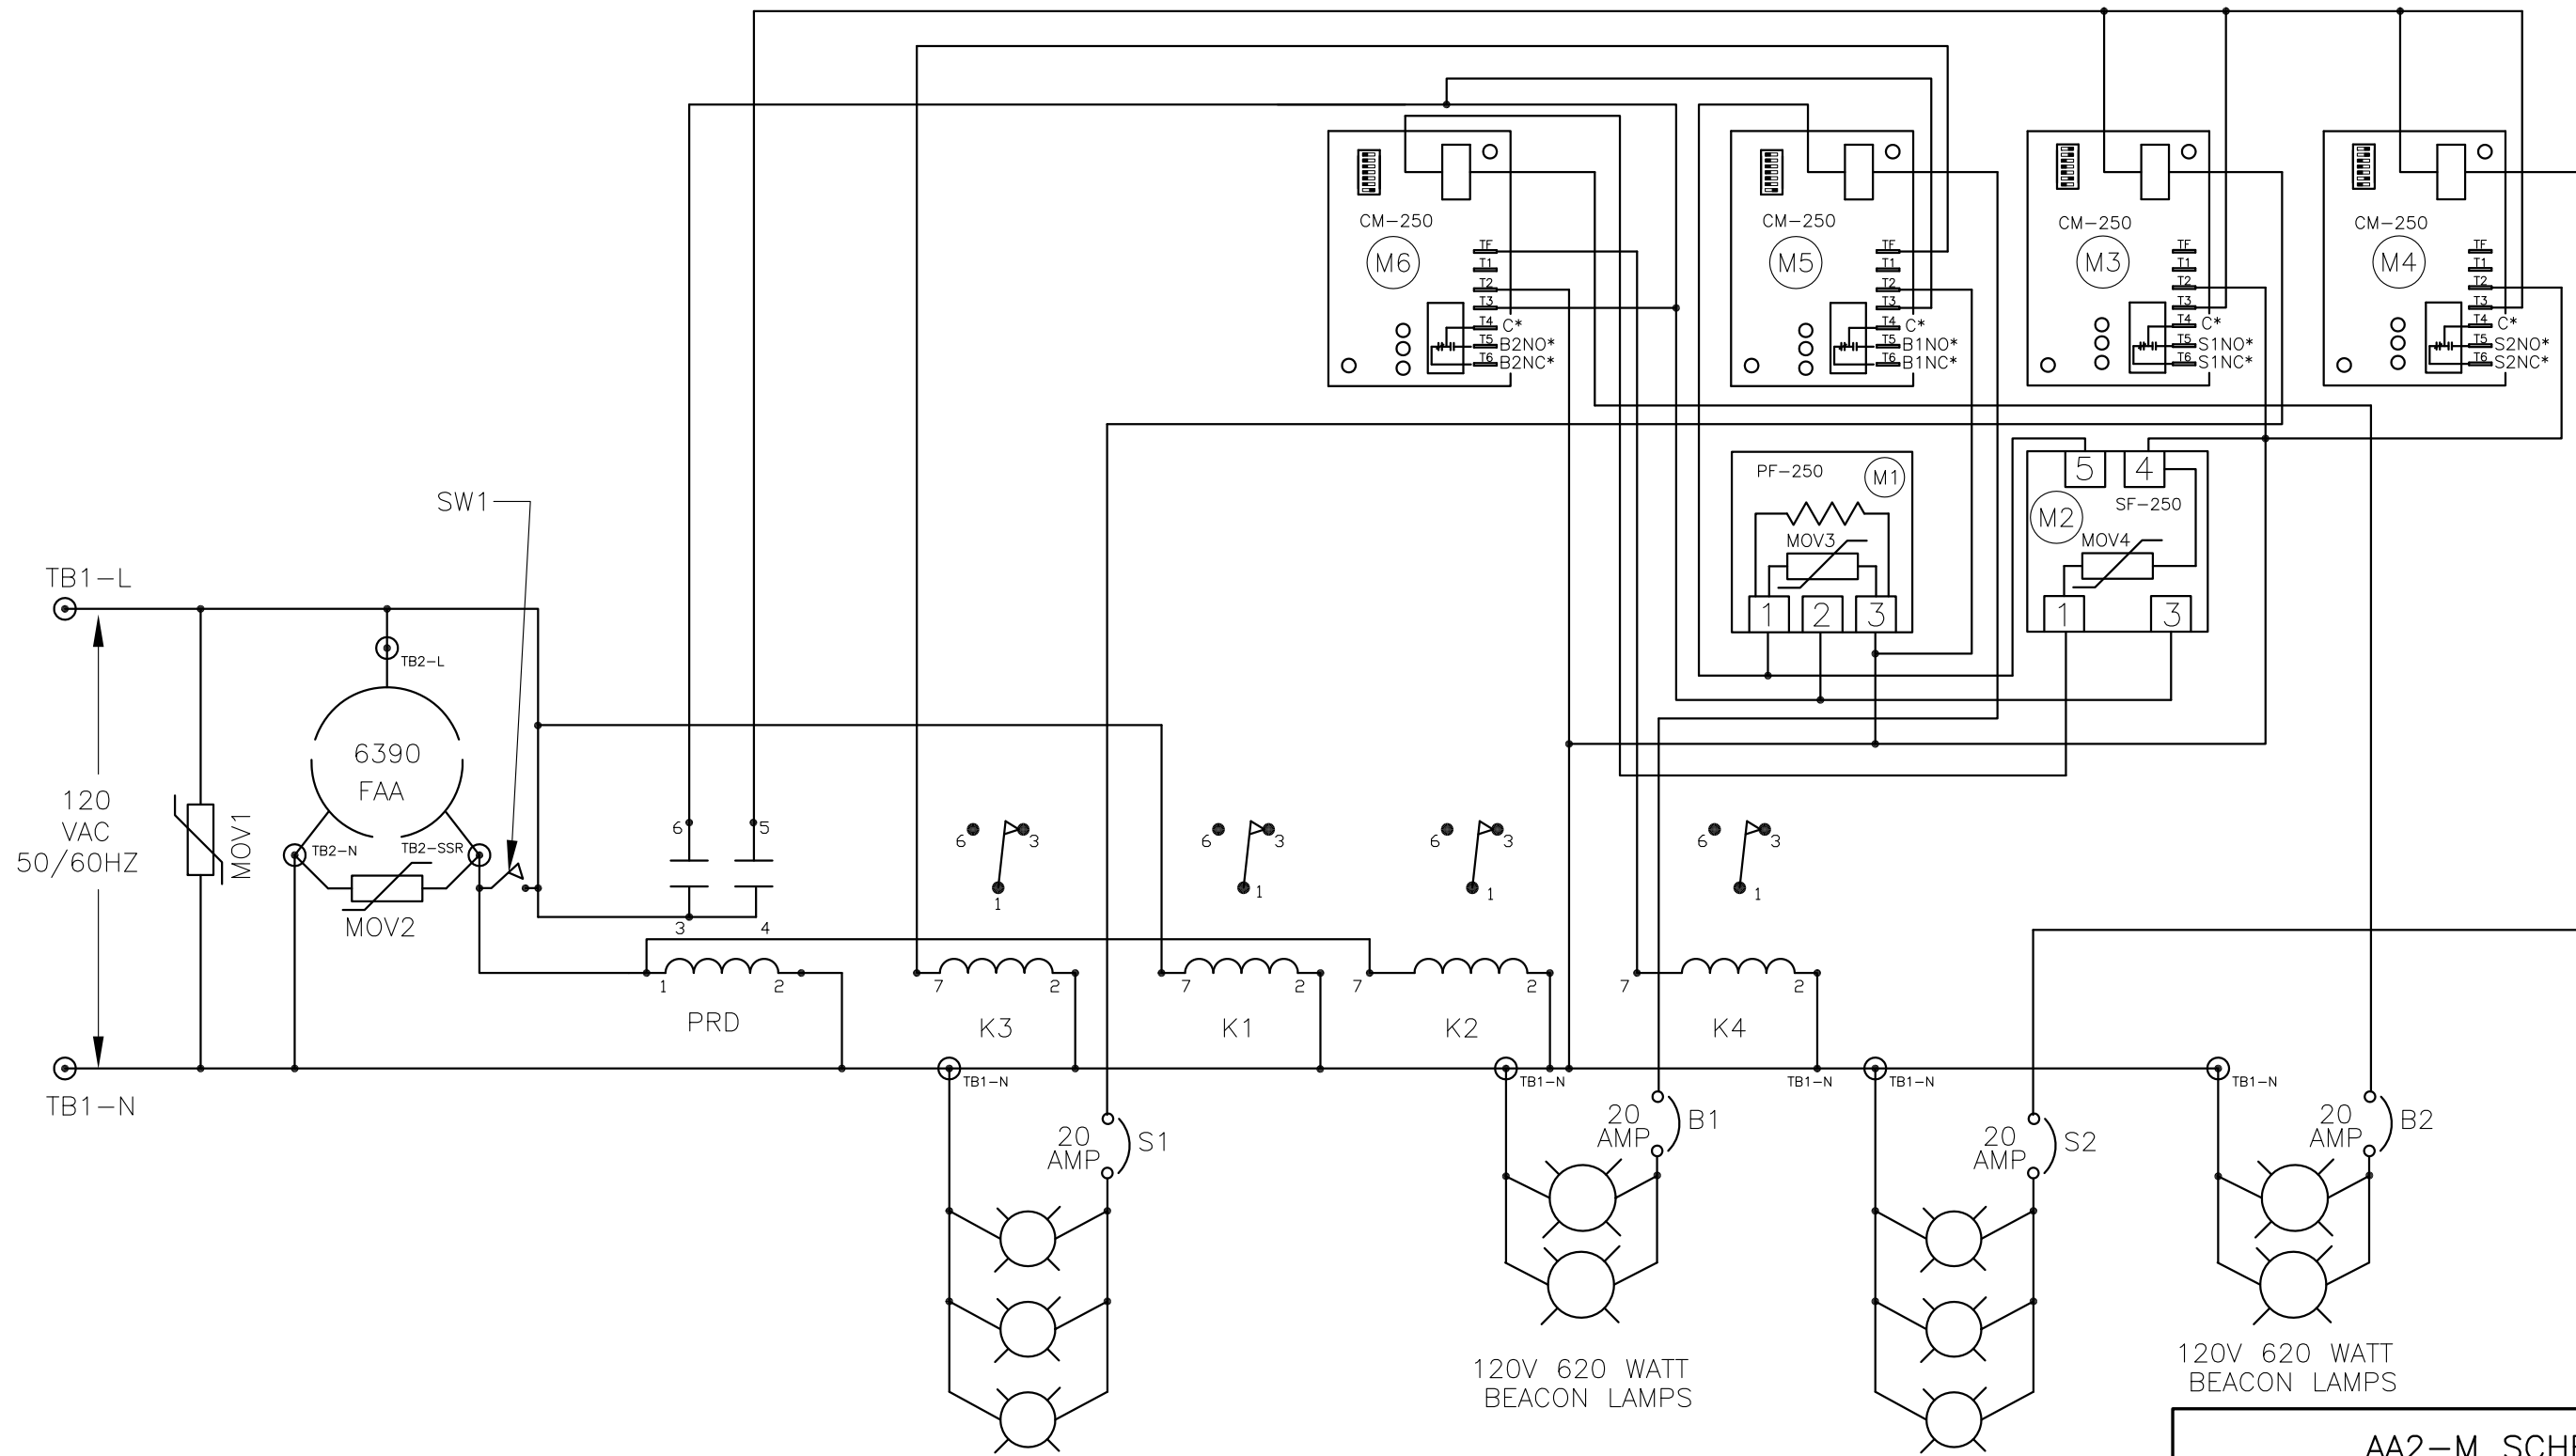 CM-250
M6
TF
T1
T2
T3
T4 C*
T5 B2NO*
T6 B2NC*
CM-250
M5
TF
T1
T2
T3
T4 C*
T5 B1NO*
T6 B1NC*
CM-250
M3
TF
T1
T2
T3
T4 C*
T5 S1NO*
T6 S1NC*
CM-250
M4
TF
T1
T2
T3
T4 C*
T5 S2NO*
T6 S2NC*
PF-250 M1
MOV3
1 2 3
5 4
M2 SF-250
MOV4
1 3
SW1
TB1-L
TB2-L
6390
FAA
120
VAC
50/60HZ
MOV1
TB2-N TB2-SSR
MOV2
TB1-N
6 5
3 4
6 3
1
6 3
1
6 3
1
6 3
1
1 2
PRD
7 2
K3
7 2
K1
7 2
K2
7 2
K4
TB1-N
TB1-N
TB1-N
TB1-N
TB1-N
20
AMP
S1
20
AMP
B1
20
AMP
S2
20
AMP
B2
120V 620 WATT
BEACON LAMPS
120V 620 WATT
BEACON LAMPS
AA2-M